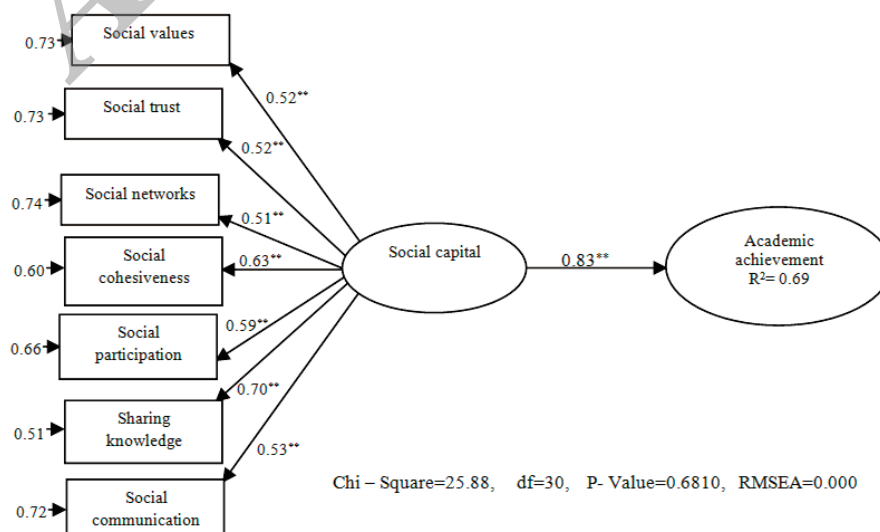 0.73
Social values
0.52**
0.73
Social trust
0.52**
0.74
Social networks
0.51**
0.60
Social
cohesiveness
0.63**
Social capital
0.83**
Academic
achievement
R²= 0.69
0.66
Social
participation
0.59**
0.51
Sharing
knowledge
0.70**
0.72
Social
communication
0.53**
Chi – Square=25.88, df=30, P- Value=0.6810, RMSEA=0.000